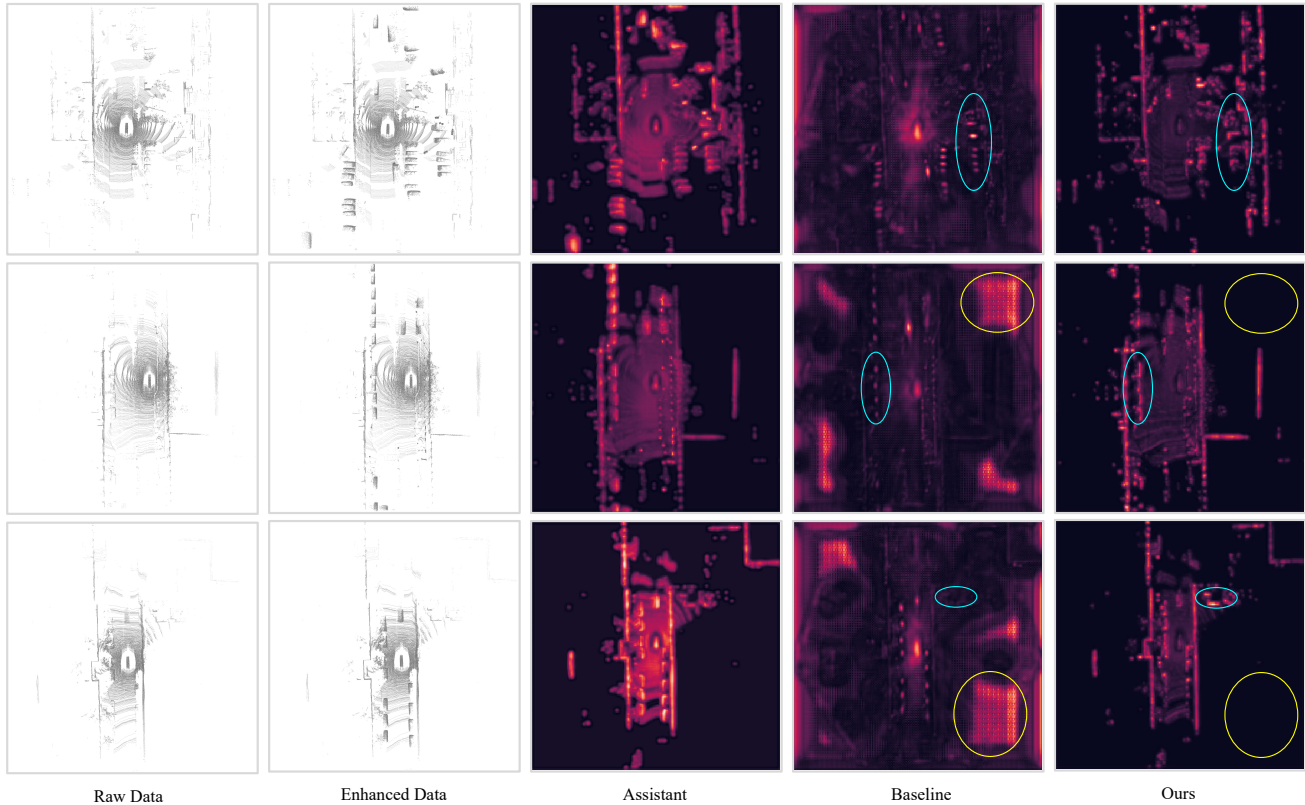 Raw Data
Enhanced Data
Assistant
Baseline
Ours